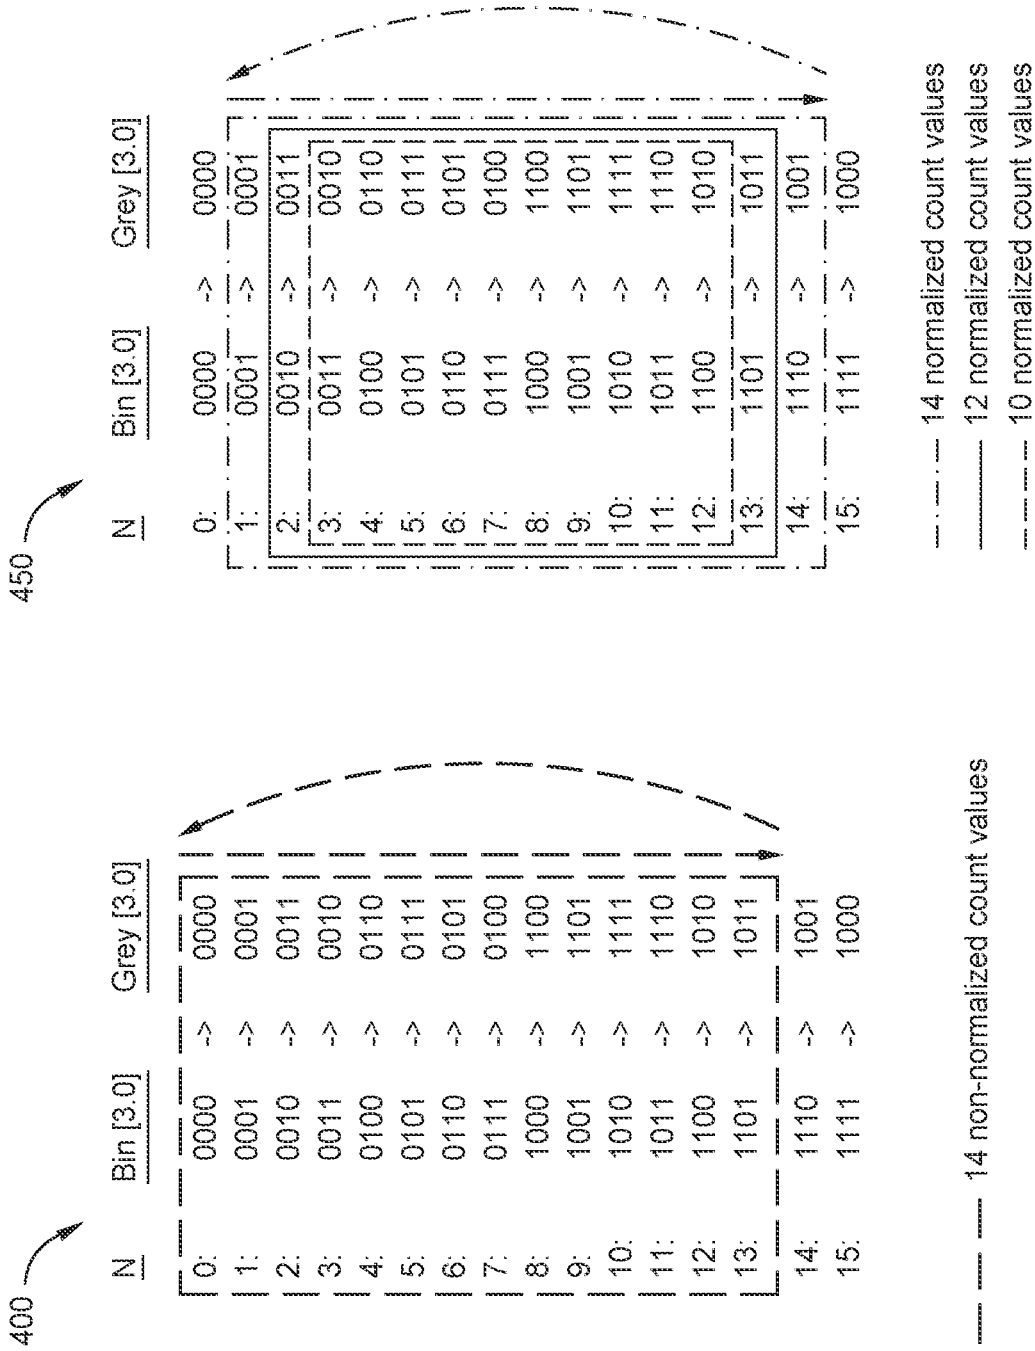 400
N Bin [3.0] Grey [3.0]
0: 0000 -> 0000
1: 0001 -> 0001
2: 0010 -> 0011
3: 0011 -> 0010
4: 0100 -> 0110
5: 0101 -> 0111
6: 0110 -> 0101
7: 0111 -> 0100
8: 1000 -> 1100
9: 1001 -> 1101
10: 1010 -> 1111
11: 1011 -> 1110
12: 1100 -> 1010
13: 1101 -> 1011
14: 1110 -> 1001
15: 1111 -> 1000
14 non-normalized count values
450
N Bin [3.0] Grey [3.0]
0: 0000 -> 0000
1: 0001 -> 0001
2: 0010 -> 0011
3: 0011 -> 0010
4: 0100 -> 0110
5: 0101 -> 0111
6: 0110 -> 0101
7: 0111 -> 0100
8: 1000 -> 1100
9: 1001 -> 1101
10: 1010 -> 1111
11: 1011 -> 1110
12: 1100 -> 1010
13: 1101 -> 1011
14: 1110 -> 1001
15: 1111 -> 1000
14 normalized count values
12 normalized count values
10 normalized count values